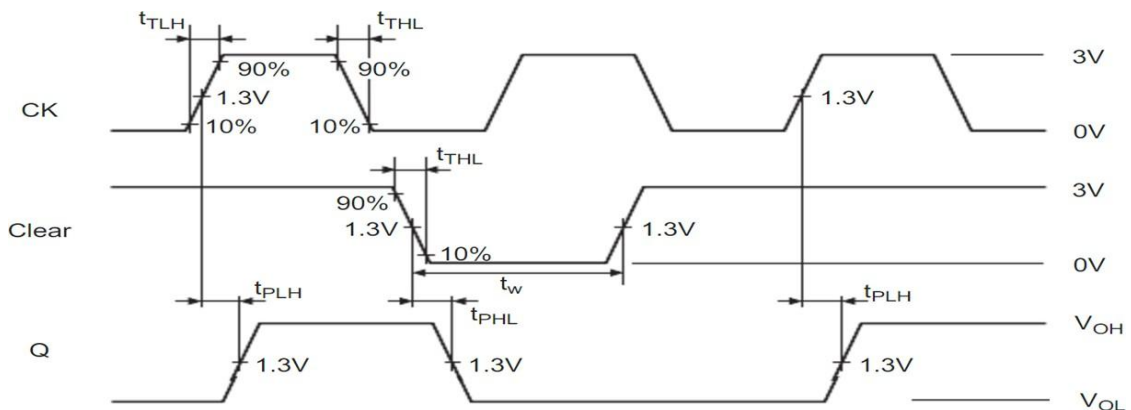 tTLH tTHL
90% 90% 3V
CK 1.3V 1.3V
10% 10% 0V
tTHL
90% 3V
Clear 1.3V 1.3V
10% 0V
tw
tPLH tPHL tPLH
VOH
Q 1.3V 1.3V 1.3V
VOL